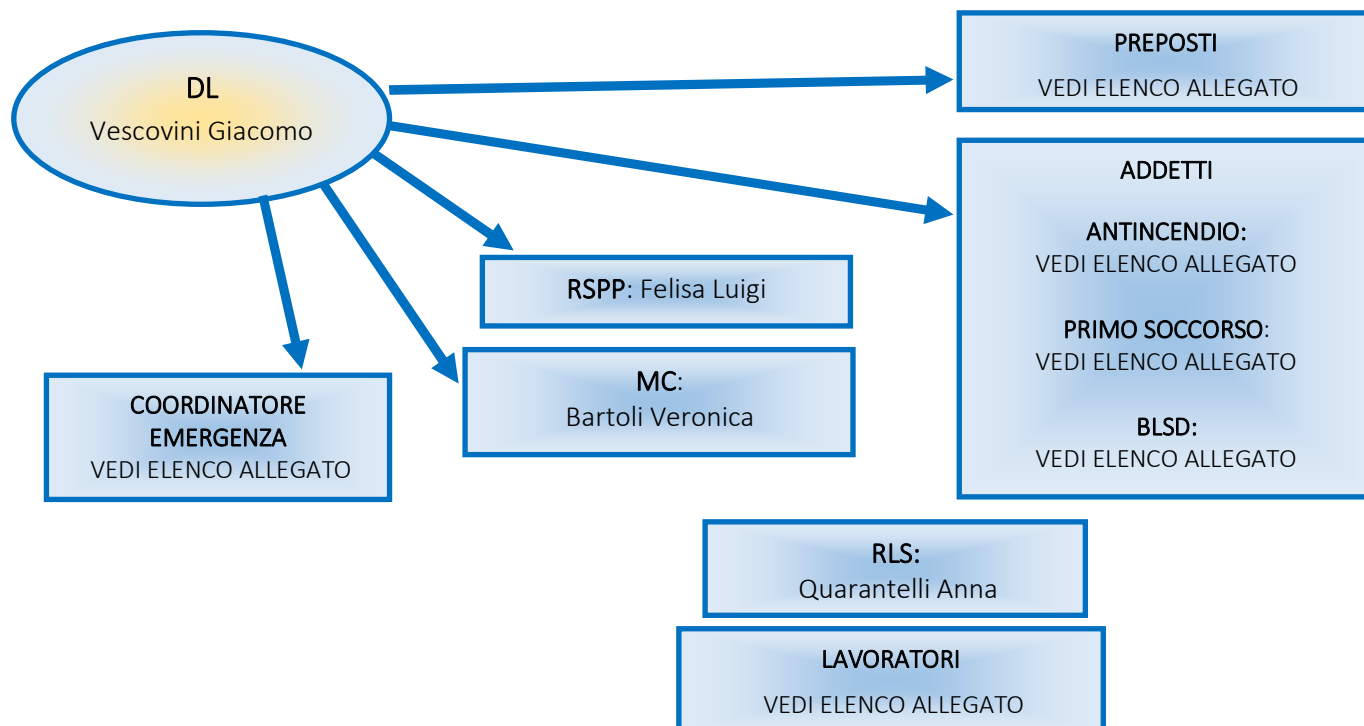 DL
Vescovini Giacomo
PREPOSTI
VEDI ELENCO ALLEGATO
ADDETTI
ANTINCENDIO:
VEDI ELENCO ALLEGATO
PRIMO SOCCORSO:
VEDI ELENCO ALLEGATO
BLSD:
VEDI ELENCO ALLEGATO
RSPP: Felisa Luigi
MC:
Bartoli Veronica
COORDINATORE
EMERGENZA
VEDI ELENCO ALLEGATO
RLS:
Quarantelli Anna
LAVORATORI
VEDI ELENCO ALLEGATO